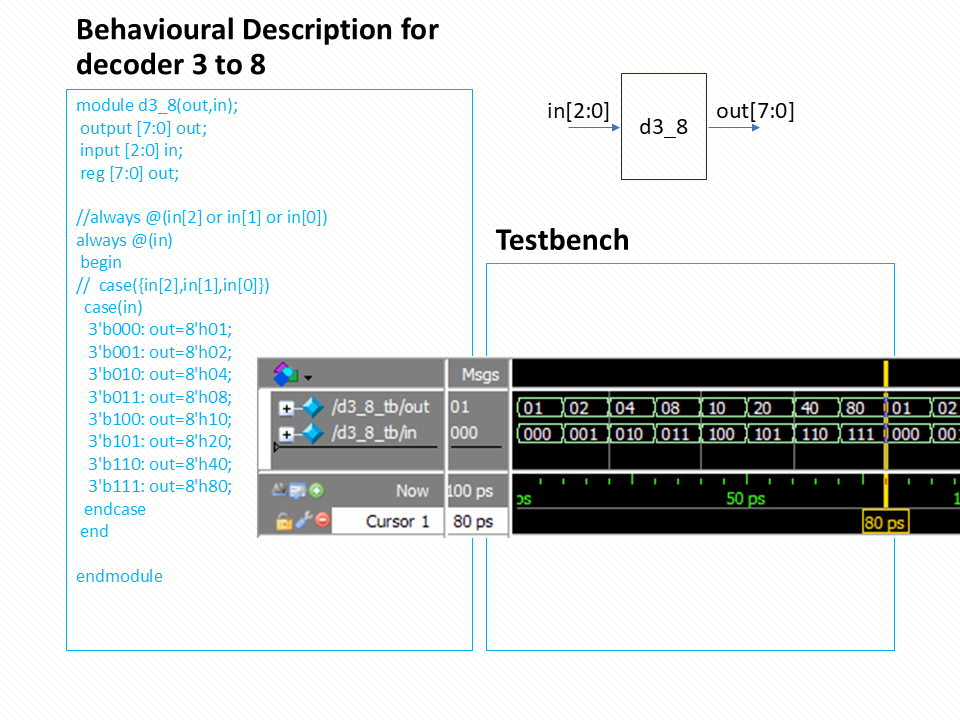 Behavioural Description for
decoder 3 to 8
module d3_8(out,in);
output [7:0] out;
input [2:0] in;
reg [7:0] out;
//always @(in[2] or in[1] or in[0])
always @(in)
begin
// case({in[2],in[1],in[0]})
case(in)
3'b000: out=8'h01;
3'b001: out=8'h02;
3'b010: out=8'h04;
3'b011: out=8'h08;
3'b100: out=8'h10;
3'b101: out=8'h20;
3'b110: out=8'h40;
3'b111: out=8'h80;
endcase
end
endmodule
in[2:0]
d3_8
out[7:0]
Testbench
Msgs
/d3_8_tb/out 01 01 02 04 08 10 20 40 80 01 02
/d3_8_tb/in 000 000 001 010 011 100 101 110 111 000 001
Now 100 ps ps 50 ps 1
Cursor 1 80 ps 80 ps